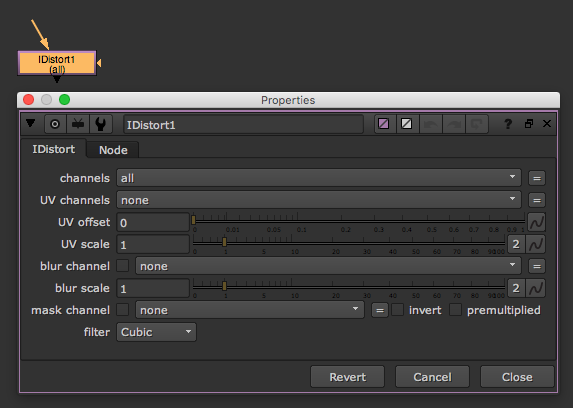 IDistort1
(all)
Properties
IDistort1
?
IDistort Node
channels all =
UV channels none =
UV offset 0
0 0.01 0.05 0.1 0.2 0.3 0.4 0.5 0.6 0.7 0.8 0.9 1
UV scale 1 2
0 1 5 10 20 30 40 50 60 70 80 90 100
blur channel none =
blur scale 1 2
0 1 5 10 20 30 40 50 60 70 80 90 100
mask channel none = invert premultiplied
filter Cubic
Revert Cancel Close